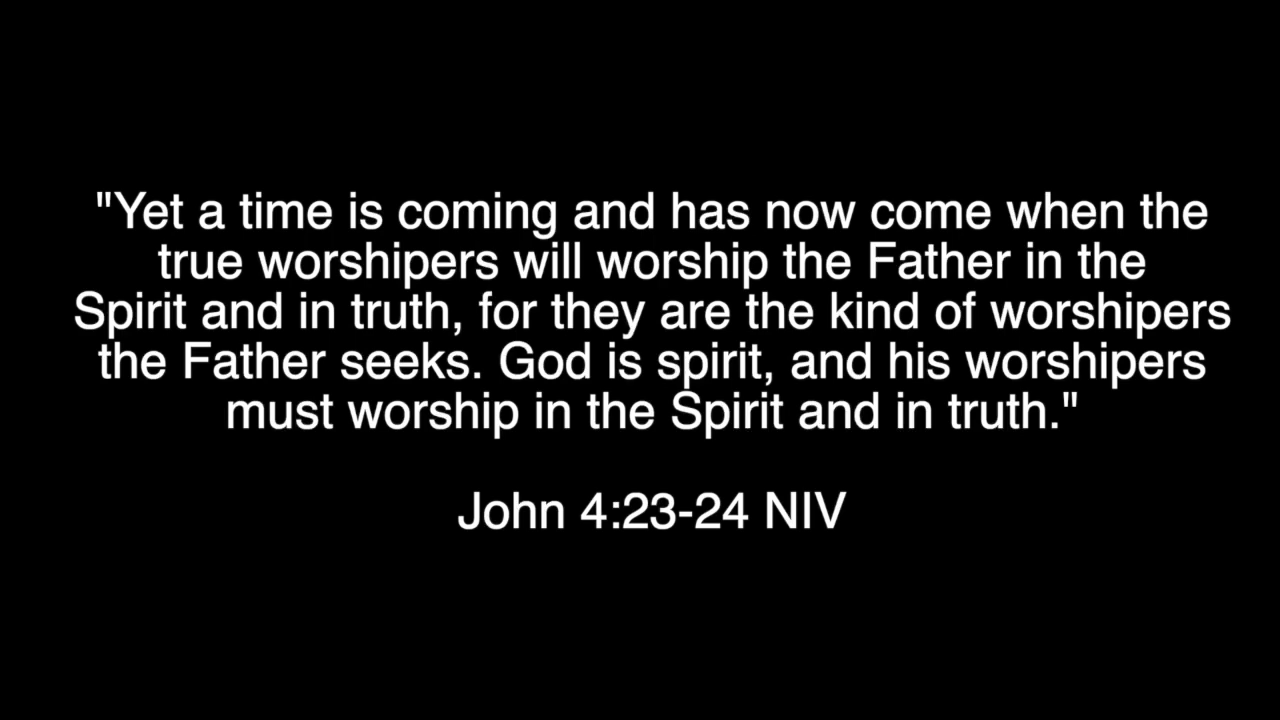 "Yet a time is coming and has now come when the
true worshipers will worship the Father in the
Spirit and in truth, for they are the kind of worshipers
the Father seeks. God is spirit, and his worshipers
must worship in the Spirit and in truth."
John 4:23-24 NIV